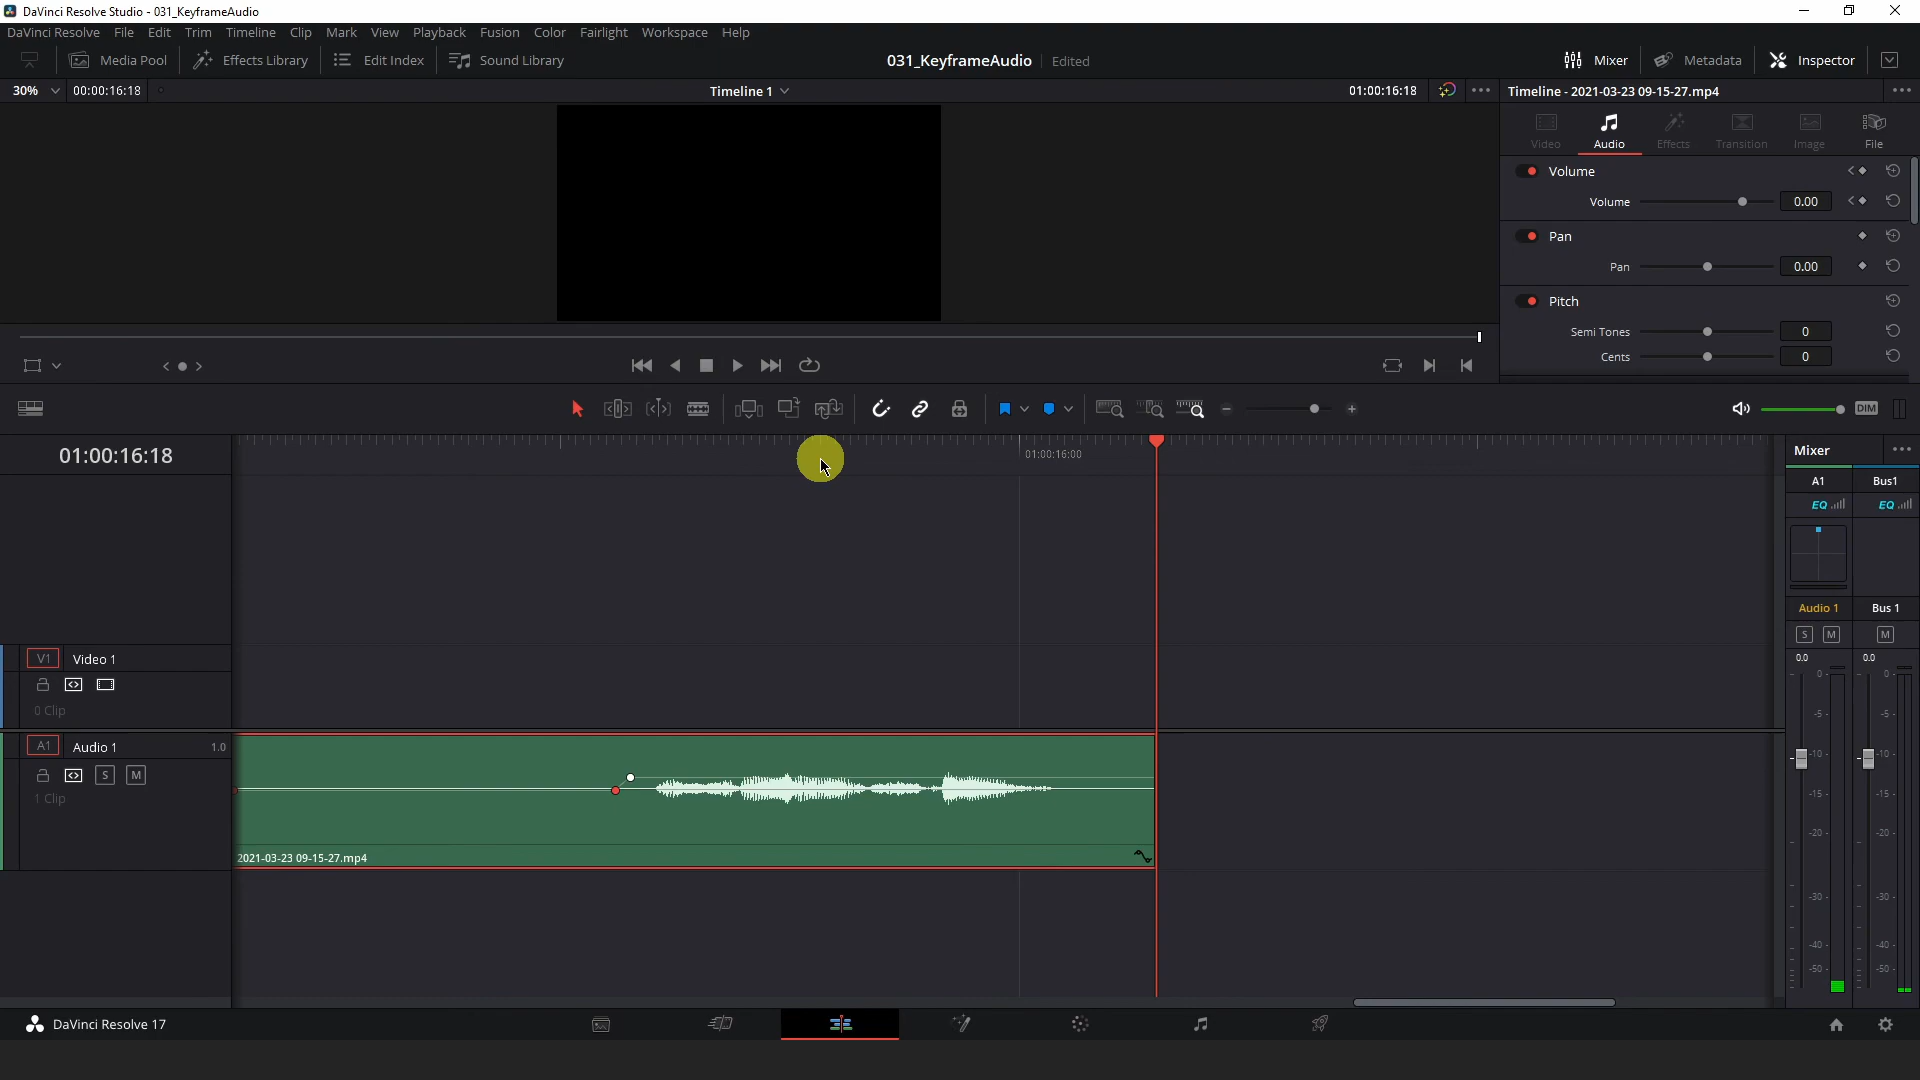 DaVinci Resolve Studio - 031_KeyframeAudio
DaVinci Resolve File Edit Trim Timeline Clip Mark View Playback Fusion Color Fairlight Workspace Help
Media Pool Effects Library Edit Index Sound Library 031_KeyframeAudio Edited Mixer Metadata Inspector
30% 00:00:16:18 Timeline 1 01:00:16:18 Timeline - 2021-03-23 09-15-27.mp4
Video Audio Effects Transition Image File
Volume
Volume 0.00
Pan
Pan 0.00
Pitch
Semi Tones 0
Cents 0
DIM
01:00:16:18 01:00:16:00 Mixer
A1 Bus1
EQ EQ
Audio 1 Bus 1
S M M
V1 Video 1
0 Clip
A1 Audio 1 1.0
S M
1 Clip
2021-03-23 09-15-27.mp4
0.0 0.0
0- 0-
-5- -5-
-10- -10-
-15- -15-
-20- -20-
-30- -30-
-40- -40-
-50- -50-
DaVinci Resolve 17